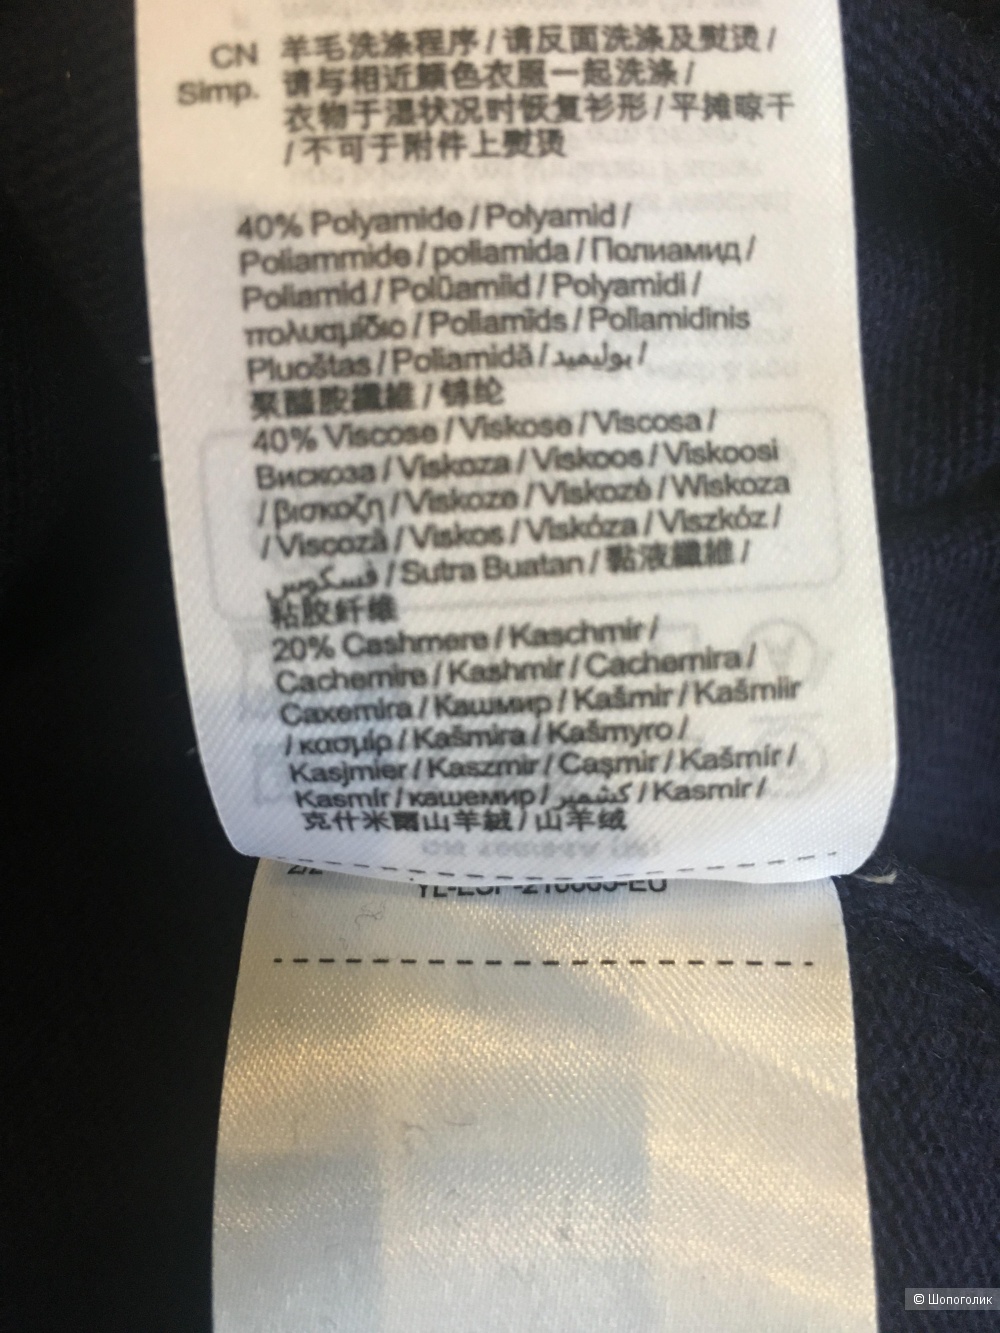 CN 羊毛洗涤程序 / 请反面洗涤及熨烫 /
Simp. 请与相近颜色衣服一起洗涤 /
衣物于湿状况时恢复衫形 / 平摊晾干
/ 不可于附件上熨烫
40% Polyamide / Polyamid /
Poliammide / poliamida / Полиамид /
Poliamid / Polüamiid / Polyamidi /
πολυαμίδιο / Poliamīds / Poliamidinis
Pluoštas / Poliamidă / بوليميد /
聚醯胺纖維 / 锦纶
40% Viscose / Viskose / Viscosa /
Вискоза / Viskoza / Viskoos / Viskoosi
/ βισκοζη / Viskoze / Viskozė / Wiskoza
/ Viscoză / Viskos / Viskóza / Viszkóz /
فسكوس / Sutra Buatan / 黏液纖維 /
粘胶纤维
20% Cashmere / Kaschmir /
Cachemire / Kashmir / Cachemira /
Caxemira / Кашмир / Kašmir / Kašmiir
/ κασμίρ / Kašmira / Kašmyro /
Kasjmier / Kaszmir / Caşmir / Kašmír /
Kasmír / кашемир / كشمير / Kasmir /
克什米爾山羊絨 / 山羊绒
2/2
© Шопоголик